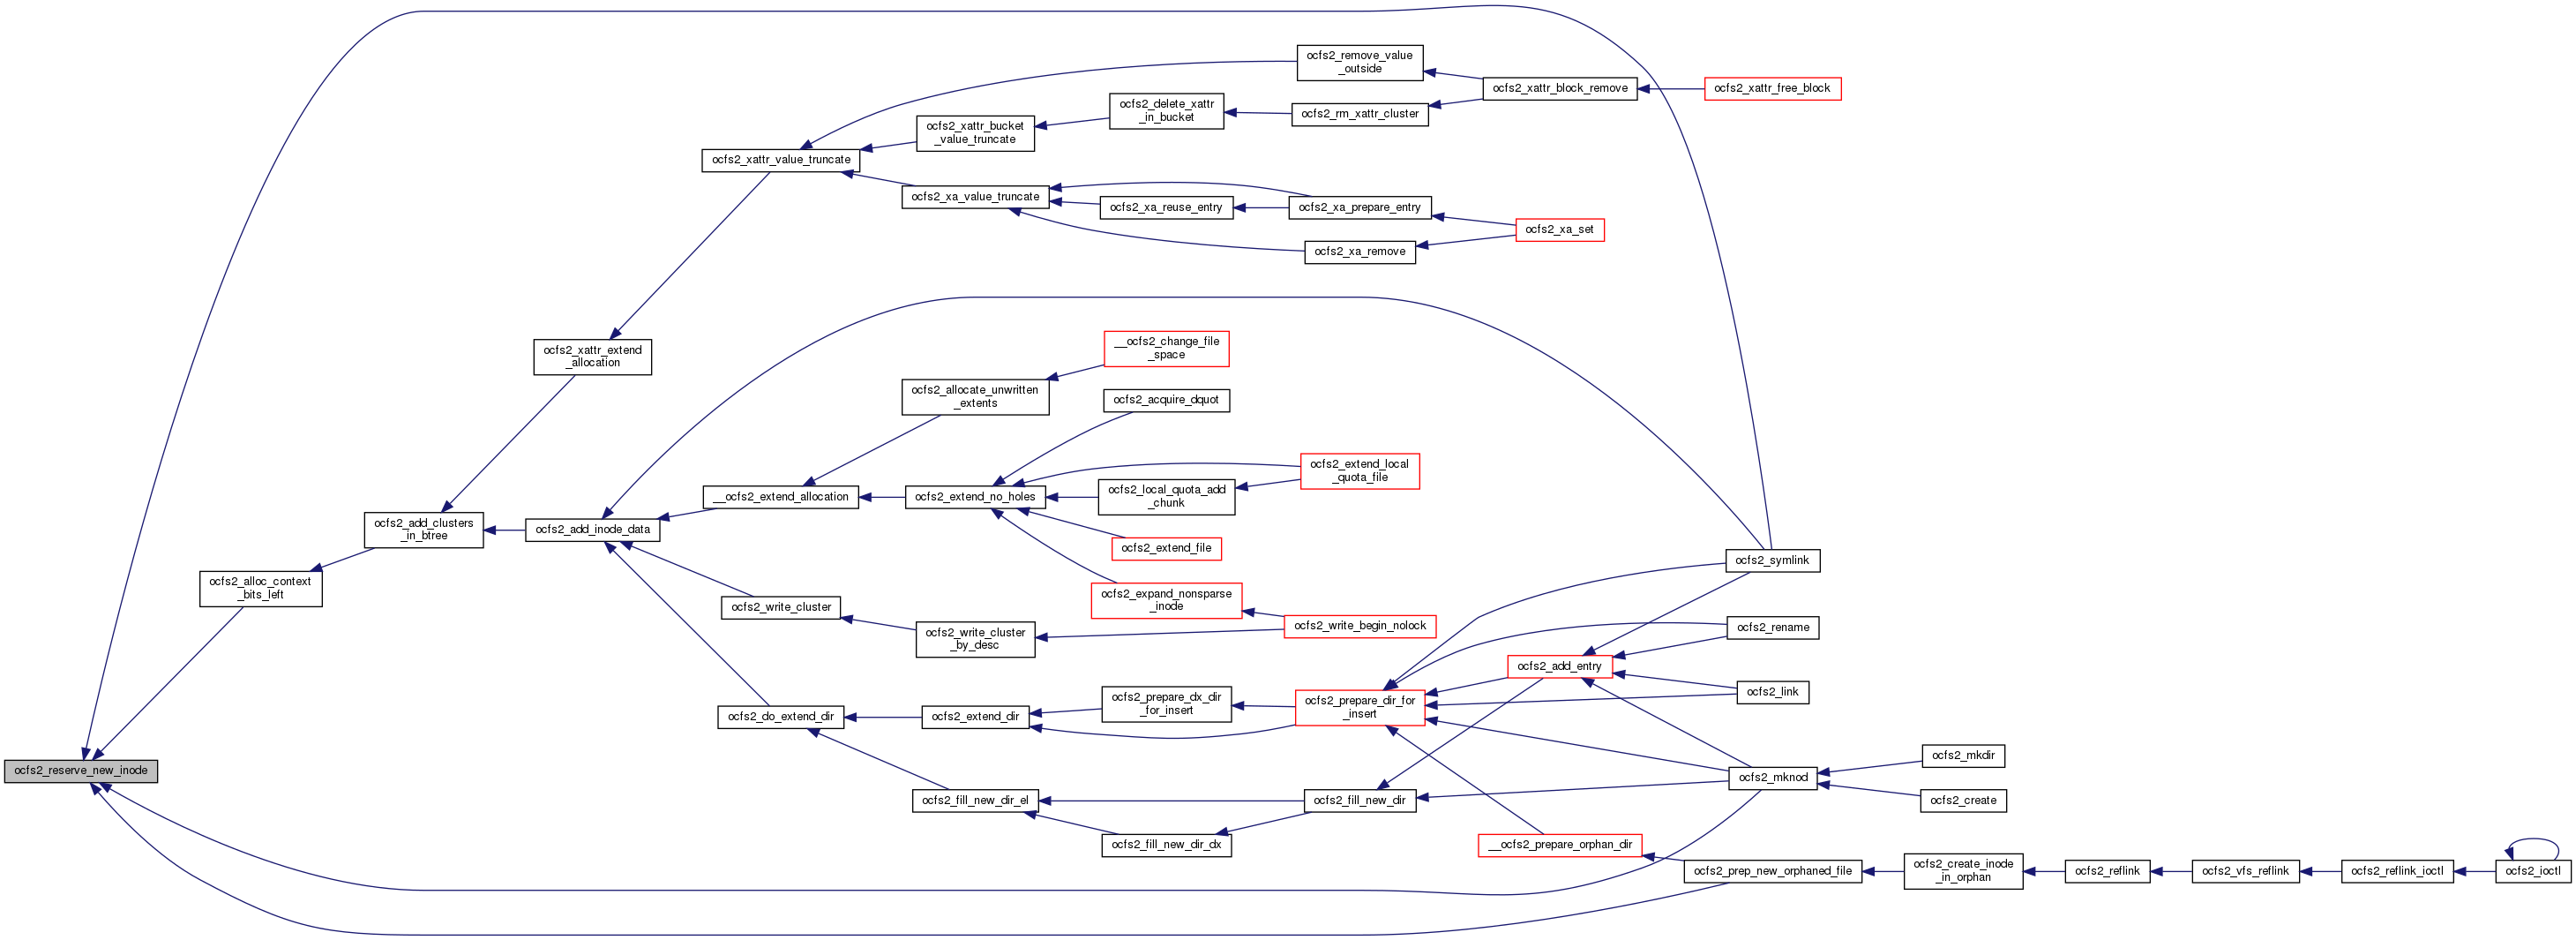 ocfs2_reserve_new_inode
ocfs2_alloc_context
_bits_left
ocfs2_add_clusters
_in_btree
ocfs2_xattr_extend
_allocation
ocfs2_add_inode_data
ocfs2_xattr_value_truncate
__ocfs2_extend_allocation
ocfs2_write_cluster
ocfs2_do_extend_dir
ocfs2_xattr_bucket
_value_truncate
ocfs2_xa_value_truncate
ocfs2_allocate_unwritten
_extents
ocfs2_extend_no_holes
ocfs2_write_cluster
_by_desc
ocfs2_extend_dir
ocfs2_fill_new_dir_el
ocfs2_delete_xattr
_in_bucket
ocfs2_xa_reuse_entry
__ocfs2_change_file
_space
ocfs2_acquire_dquot
ocfs2_local_quota_add
_chunk
ocfs2_extend_file
ocfs2_expand_nonsparse
_inode
ocfs2_prepare_dx_dir
_for_insert
ocfs2_fill_new_dir_dx
ocfs2_remove_value
_outside
ocfs2_rm_xattr_cluster
ocfs2_xa_prepare_entry
ocfs2_xa_remove
ocfs2_extend_local
_quota_file
ocfs2_write_begin_nolock
ocfs2_prepare_dir_for
_insert
ocfs2_fill_new_dir
ocfs2_xattr_block_remove
ocfs2_xa_set
ocfs2_add_entry
__ocfs2_prepare_orphan_dir
ocfs2_xattr_free_block
ocfs2_symlink
ocfs2_rename
ocfs2_link
ocfs2_mknod
ocfs2_prep_new_orphaned_file
ocfs2_mkdir
ocfs2_create
ocfs2_create_inode
_in_orphan
ocfs2_reflink
ocfs2_vfs_reflink
ocfs2_reflink_ioctl
ocfs2_ioctl